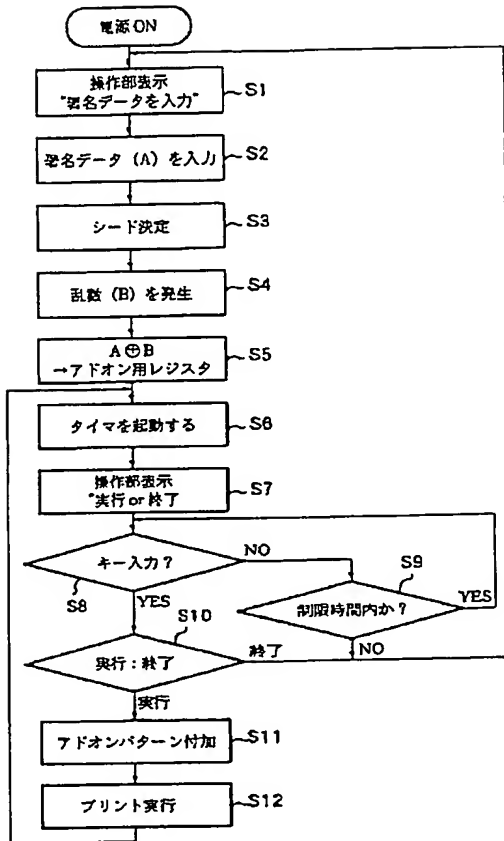 電源ON
操作部表示
"署名データを入力"
S1
署名データ (A) を入力
S2
シード決定
S3
乱数 (B) を発生
S4
A⊕B
→アドオン用レジスタ
S5
タイマを起動する
S6
操作部表示
"実行or終了
S7
キー入力?
NO
S8
YES
S9
制限時間内か?
YES
NO
S10
実行:終了
終了
実行
アドオンパターン付加
S11
プリント実行
S12